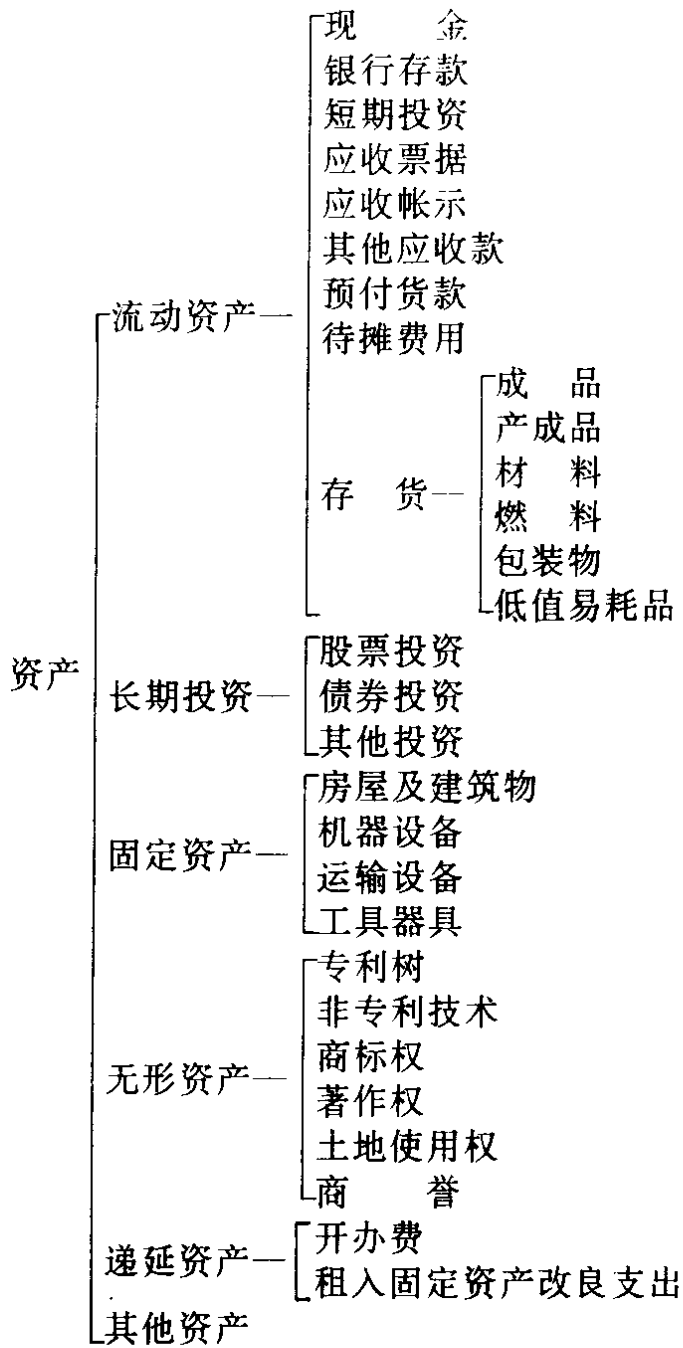 现 金
银行存款
短期投资
应收票据
应收帐示
其他应收款
预付货款
流动资产
待摊费用
成 品
产成品
材 料
存 货
燃 料
包装物
低值易耗品
股票投资
资产
长期投资
债券投资
其他投资
房屋及建筑物
机器设备
固定资产
运输设备
工具器具
专利树
非专利技术
商标权
无形资产
著作权
土地使用权
商 誉
开办费
递延资产
租入固定资产改良支出
其他资产